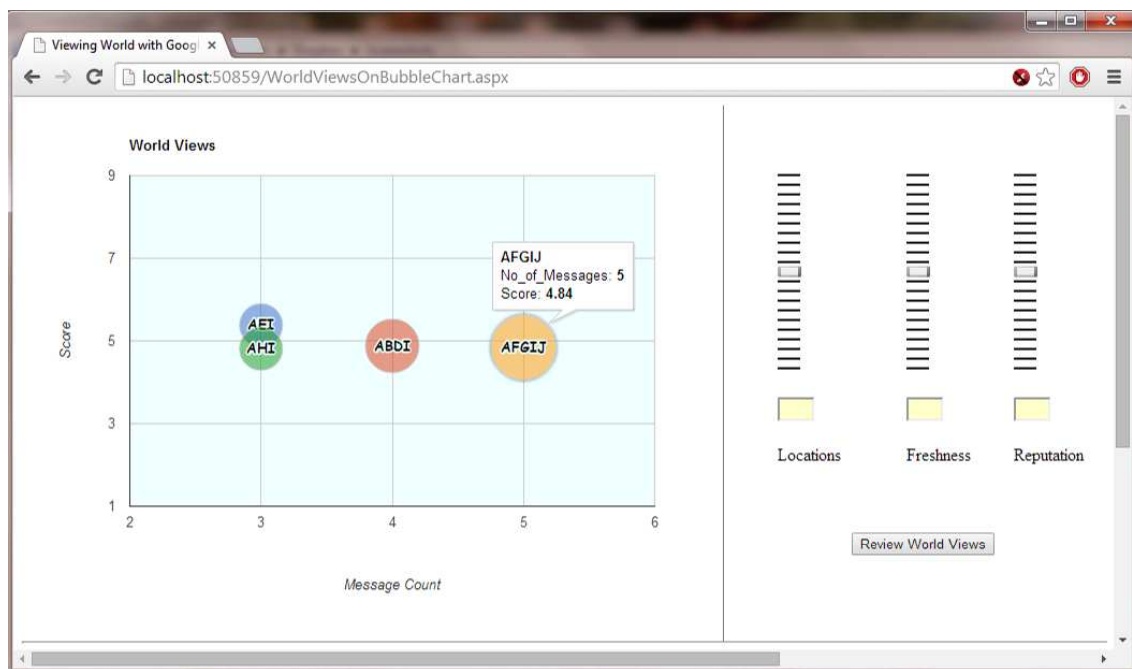 Viewing World with Googl
localhost:50859/WorldViewsOnBubbleChart.aspx
World Views
9
7
5
3
1
Score
AEI
AHI
ABDI
AFGIJ
AFGIJ
No_of_Messages: 5
Score: 4.84
2 3 4 5 6
Message Count
Locations Freshness Reputation
Review World Views